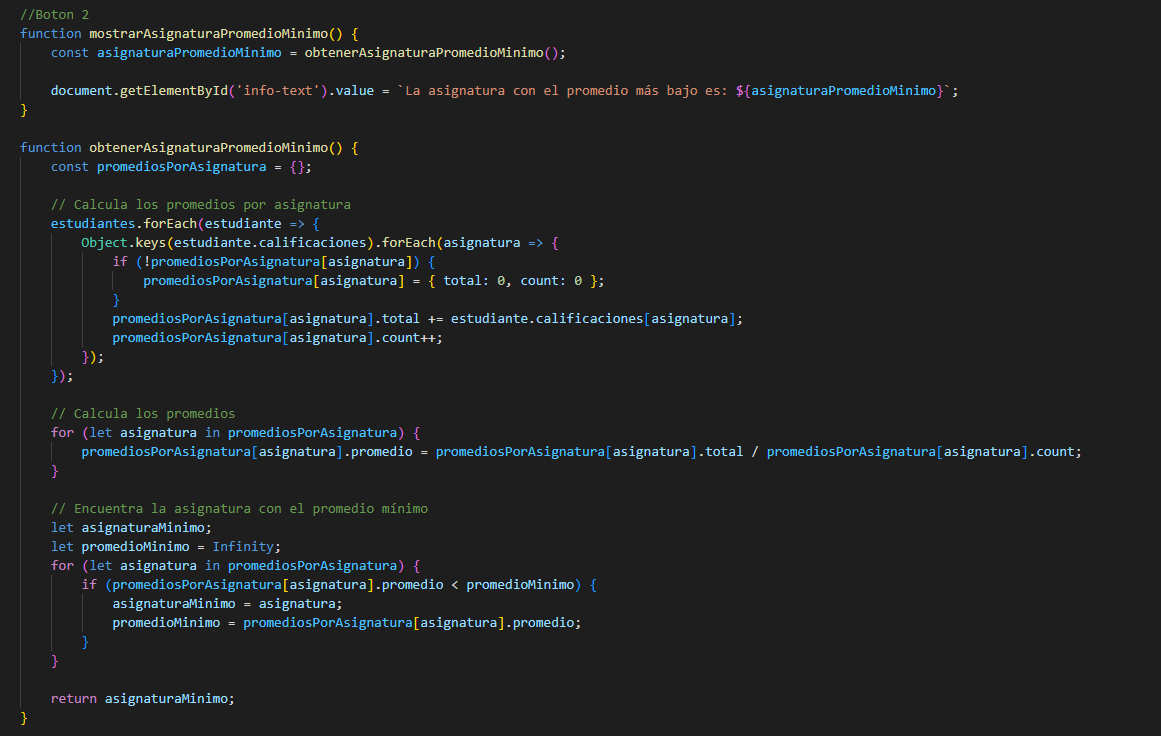 //Boton 2
function mostrarAsignaturaPromedioMinimo() {
    const asignaturaPromedioMinimo = obtenerAsignaturaPromedioMinimo();

    document.getElementById('info-text').value = `La asignatura con el promedio más bajo es: ${asignaturaPromedioMinimo}`;
}

function obtenerAsignaturaPromedioMinimo() {
    const promediosPorAsignatura = {};

    // Calcula los promedios por asignatura
    estudiantes.forEach(estudiante => {
        Object.keys(estudiante.calificaciones).forEach(asignatura => {
            if (!promediosPorAsignatura[asignatura]) {
                promediosPorAsignatura[asignatura] = { total: 0, count: 0 };
            }
            promediosPorAsignatura[asignatura].total += estudiante.calificaciones[asignatura];
            promediosPorAsignatura[asignatura].count++;
        });
    });

    // Calcula los promedios
    for (let asignatura in promediosPorAsignatura) {
        promediosPorAsignatura[asignatura].promedio = promediosPorAsignatura[asignatura].total / promediosPorAsignatura[asignatura].count;
    }

    // Encuentra la asignatura con el promedio mínimo
    let asignaturaMinimo;
    let promedioMinimo = Infinity;
    for (let asignatura in promediosPorAsignatura) {
        if (promediosPorAsignatura[asignatura].promedio < promedioMinimo) {
            asignaturaMinimo = asignatura;
            promedioMinimo = promediosPorAsignatura[asignatura].promedio;
        }
    }

    return asignaturaMinimo;
}